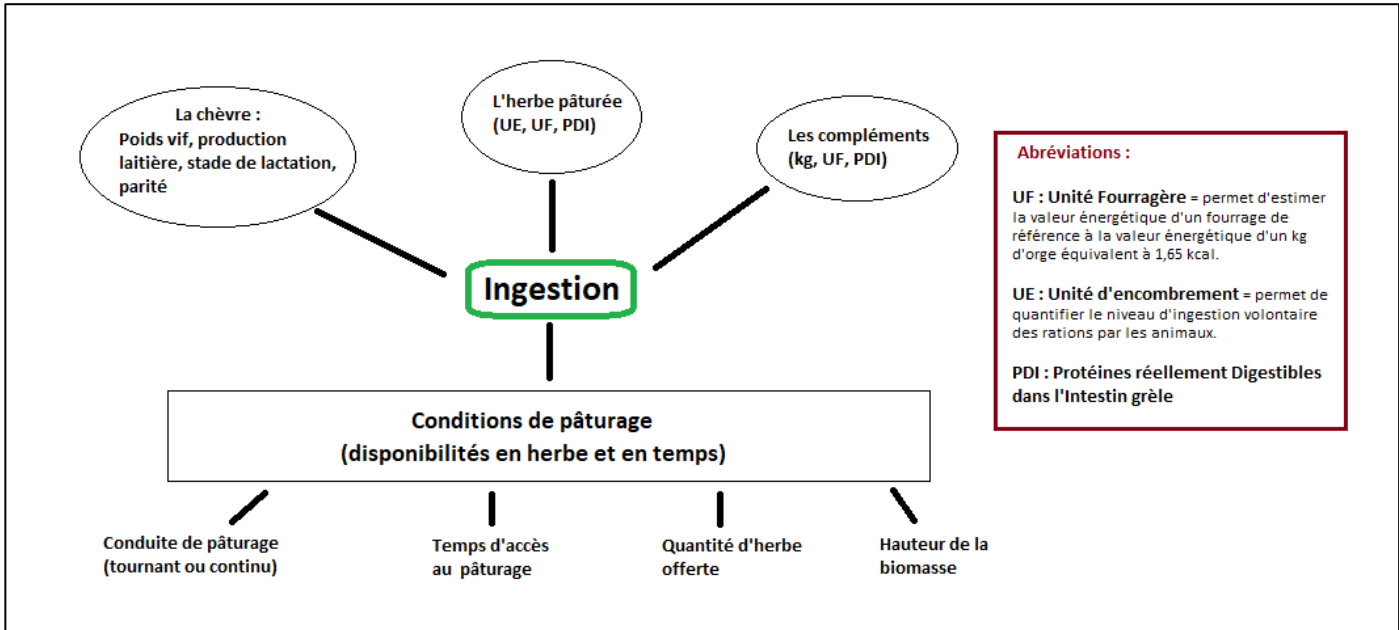 La chèvre :
Poids vif, production
laitière, stade de lactation,
parité
L'herbe pâturée
(UE, UF, PDI)
Les compléments
(kg, UF, PDI)
Ingestion
Conditions de pâturage
(disponibilités en herbe et en temps)
Conduite de pâturage
(tournant ou continu)
Temps d'accès
au pâturage
Quantité d'herbe
offerte
Hauteur de la
biomasse
Abréviations :
UF : Unité Fourragère = permet d'estimer
la valeur énergétique d'un fourrage de
référence à la valeur énergétique d'un kg
d'orge équivalent à 1,65 kcal.
UE : Unité d'encombrement = permet de
quantifier le niveau d'ingestion volontaire
des rations par les animaux.
PDI : Protéines réellement Digestibles
dans l'Intestin grèle